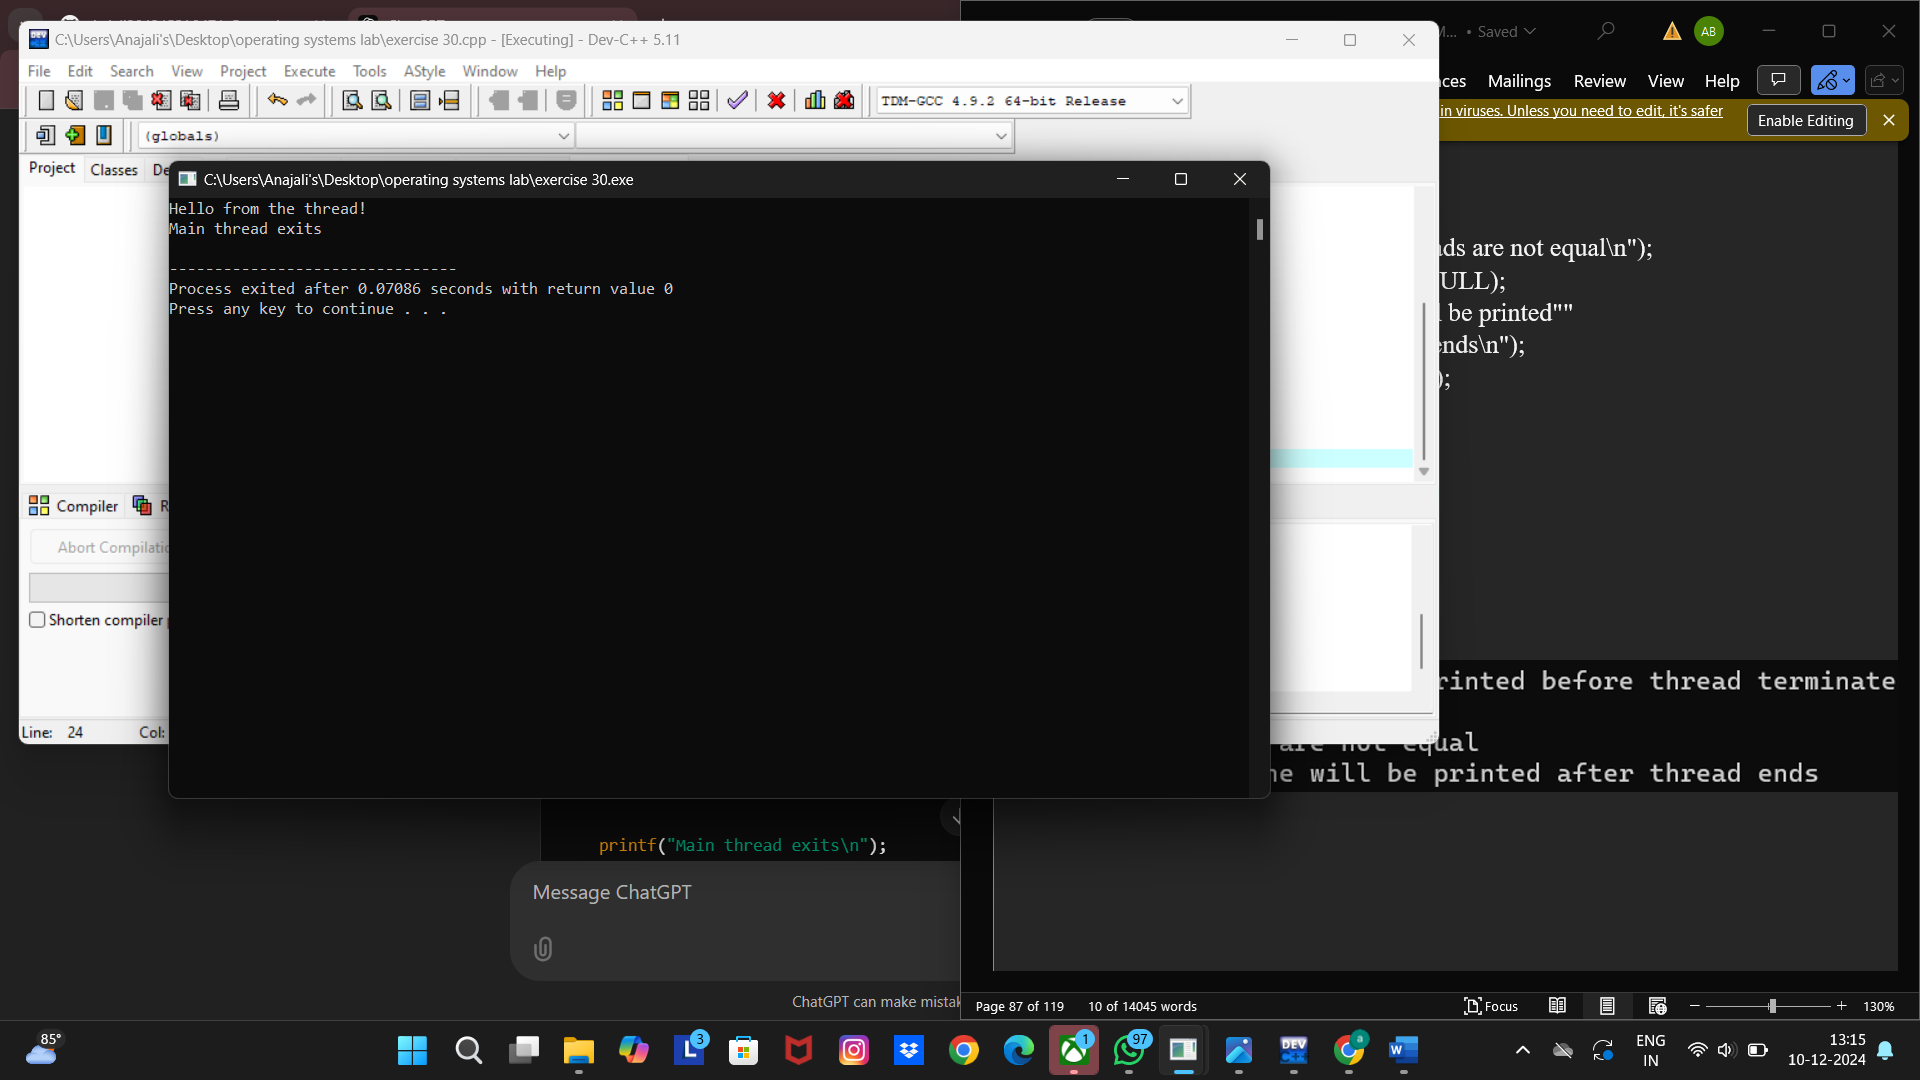 C:\Users\Anajali's\Desktop\operating systems lab\exercise 30.cpp - [Executing] - Dev-C++ 5.11
File Edit Search View Project Execute Tools AStyle Window Help
TDM-GCC 4.9.2 64-bit Release
(globals)
Project Classes
C:\Users\Anajali's\Desktop\operating systems lab\exercise 30.exe
Hello from the thread!
Main thread exits
--------------------------------
Process exited after 0.07086 seconds with return value 0
Press any key to continue . . .
Compiler
Abort Compilatio
Shorten compiler
Line: 24 Col:
Saved
AB
Mailings Review View Help
in viruses. Unless you need to edit, it's safer
Enable Editing
ds are not equal\n");
ULL);
be printed""
ends\n");
);
rinted before thread terminate
are not equal
he will be printed after thread ends
printf("Main thread exits\n");
Message ChatGPT
ChatGPT can make mistak
Page 87 of 119 10 of 14045 words
Focus
130%
85°
3
1
97
DEV
a
ENG
IN
13:15
10-12-2024